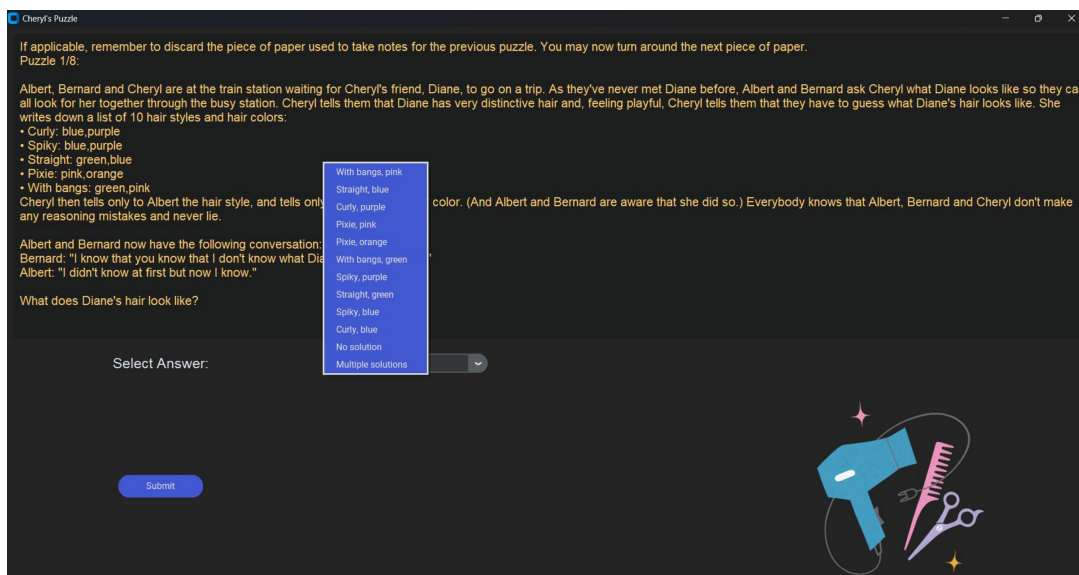 Cheryl's Puzzle
If applicable, remember to discard the piece of paper used to take notes for the previous puzzle. You may now turn around the next piece of paper.
Puzzle 1/8:
Albert, Bernard and Cheryl are at the train station waiting for Cheryl's friend, Diane, to go on a trip. As they've never met Diane before, Albert and Bernard ask Cheryl what Diane looks like so they ca
all look for her together through the busy station. Cheryl tells them that Diane has very distinctive hair and, feeling playful, Cheryl tells them that they have to guess what Diane's hair looks like. She
writes down a list of 10 hair styles and hair colors:
• Curly: blue,purple
• Spiky: blue,purple
• Straight: green,blue
• Pixie: pink,orange
• With bangs: green,pink
Cheryl then tells only to Albert the hair style, and tells only color. (And Albert and Bernard are aware that she did so.) Everybody knows that Albert, Bernard and Cheryl don't make
any reasoning mistakes and never lie.
Albert and Bernard now have the following conversation:
Bernard: "I know that you know that I don't know what Dia "
Albert: "I didn't know at first but now I know."
What does Diane's hair look like?
With bangs, pink
Straight, blue
Curly, purple
Pixie, pink
Pixie, orange
With bangs, green
Spiky, purple
Straight, green
Spiky, blue
Curly, blue
No solution
Multiple solutions
Select Answer:
Submit